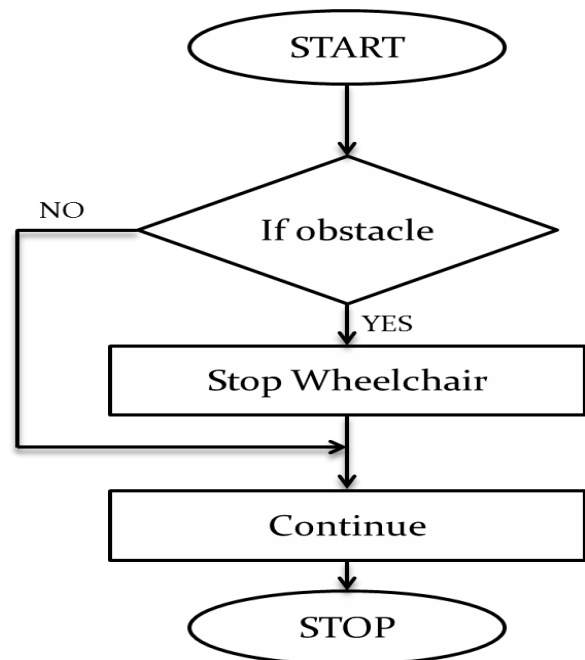 START
If obstacle
NO
YES
Stop Wheelchair
Continue
STOP